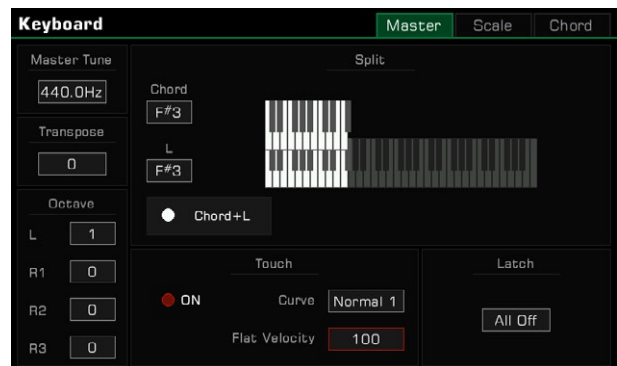 Keyboard
Master
Scale
Chord
Master Tune
440.0Hz
Transpose
0
Octave
L 1
R1 0
R2 0
R3 0
Split
Chord
F#3
L
F#3
Chord+L
Touch
ON
Curve Normal 1
Flat Velocity 100
Latch
All Off